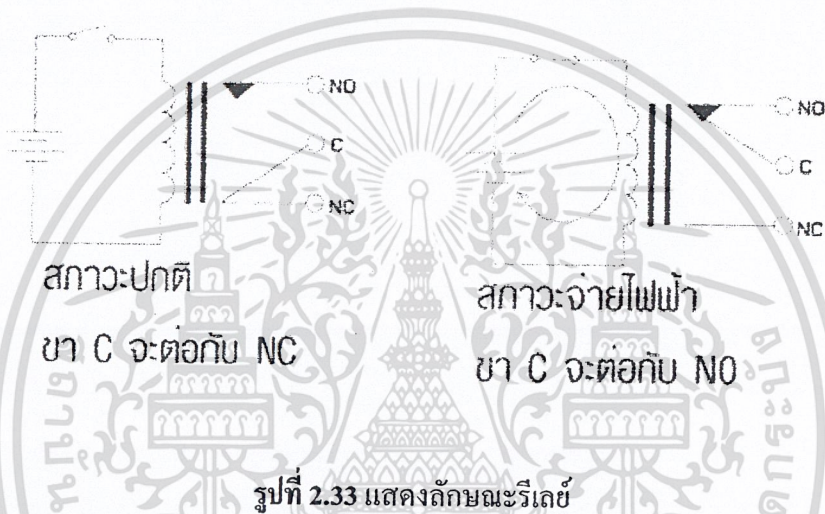 NO
C
NC
สภาวะปกติ
ขา C จะต่อกับ NC
NO
C
NC
สภาวะจ่ายไฟฟ้า
ขา C จะต่อกับ NO
รูปที่ 2.33 แสดงลักษณะรีเลย์